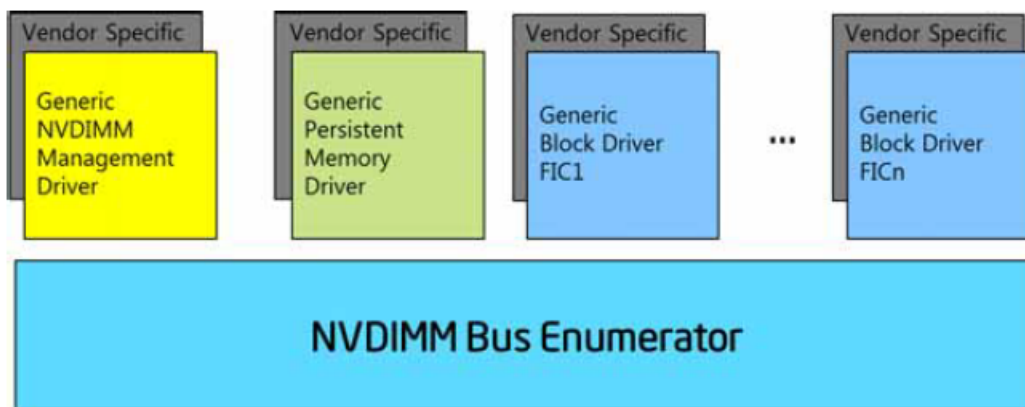 Vendor Specific
Generic
NVDIMM
Management
Driver
Vendor Specific
Generic
Persistent
Memory
Driver
Vendor Specific
Generic
Block Driver
FIC1
...
Vendor Specific
Generic
Block Driver
FICn
NVDIMM Bus Enumerator